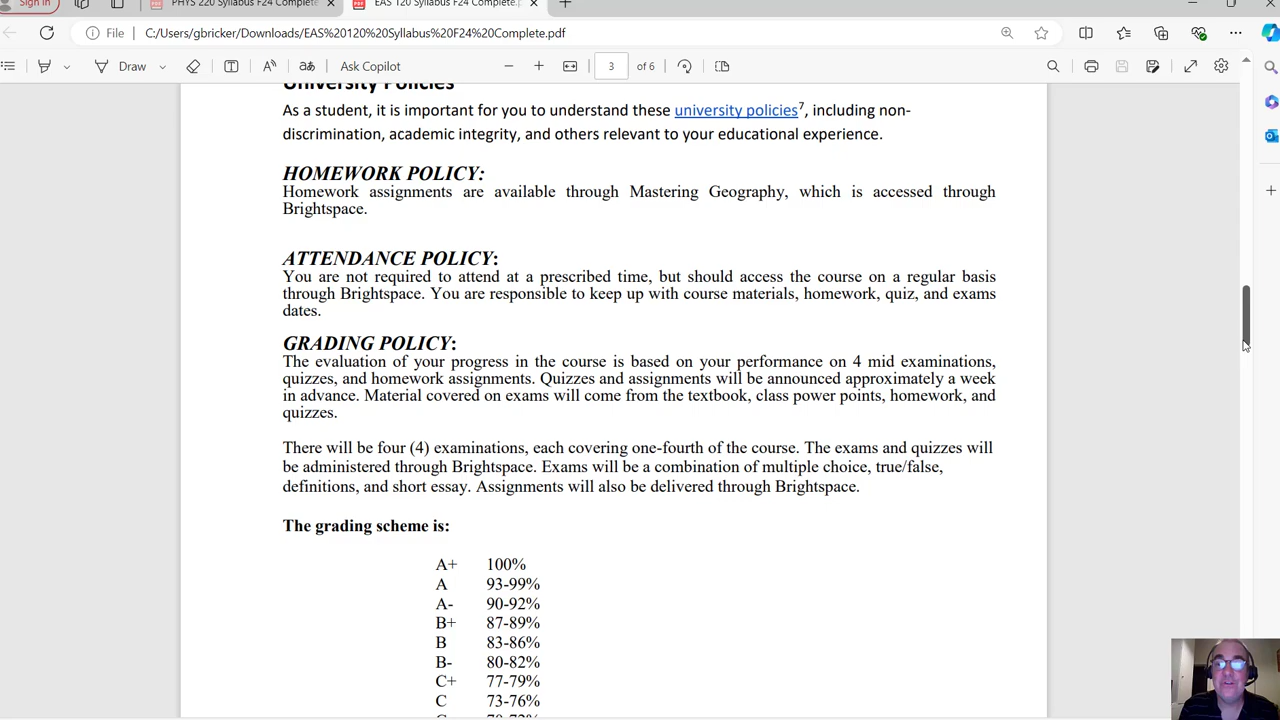 Sign in
PHYS 220 Syllabus F24 Complete
EAS 120 Syllabus F24 Complete.p
File
C:/Users/gbricker/Downloads/EAS%20120%20Syllabus%20F24%20Complete.pdf
Draw
Ask Copilot
3 of 6
University Policies
As a student, it is important for you to understand these university policies7, including non-
discrimination, academic integrity, and others relevant to your educational experience.
HOMEWORK POLICY:
Homework assignments are available through Mastering Geography, which is accessed through
Brightspace.
ATTENDANCE POLICY:
You are not required to attend at a prescribed time, but should access the course on a regular basis
through Brightspace. You are responsible to keep up with course materials, homework, quiz, and exams
dates.
GRADING POLICY:
The evaluation of your progress in the course is based on your performance on 4 mid examinations,
quizzes, and homework assignments. Quizzes and assignments will be announced approximately a week
in advance. Material covered on exams will come from the textbook, class power points, homework, and
quizzes.
There will be four (4) examinations, each covering one-fourth of the course. The exams and quizzes will
be administered through Brightspace. Exams will be a combination of multiple choice, true/false,
definitions, and short essay. Assignments will also be delivered through Brightspace.
The grading scheme is:
A+ 100%
A 93-99%
A- 90-92%
B+ 87-89%
B 83-86%
B- 80-82%
C+ 77-79%
C 73-76%